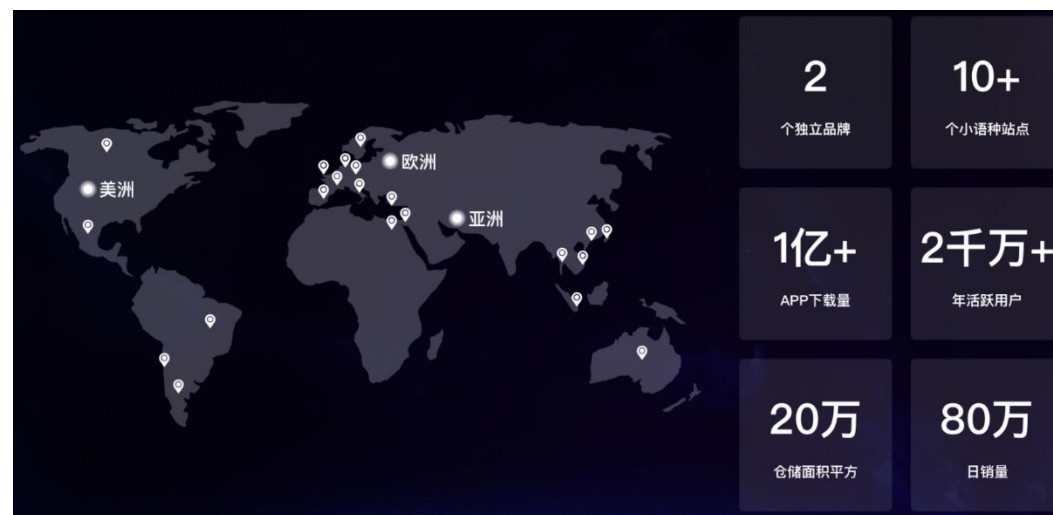 欧洲
美洲
亚洲
2
个独立品牌
10+
个小语种站点
1亿+
APP下载量
2千万+
年活跃用户
20万
仓储面积平方
80万
日销量